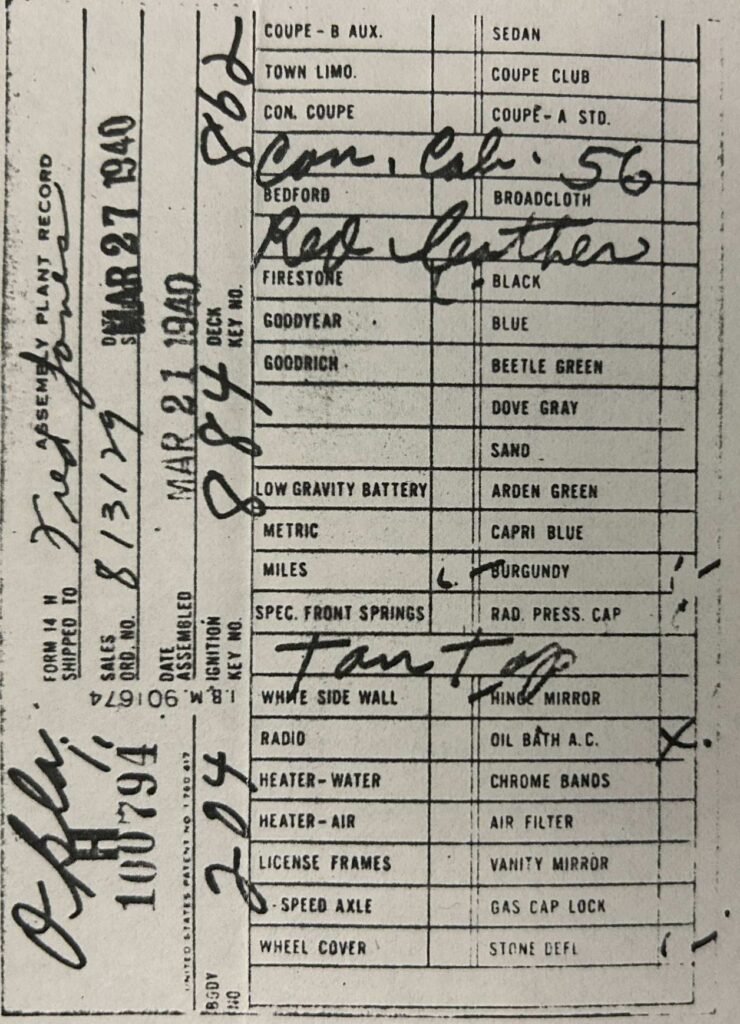 FORM 14 H ASSEMBLY PLANT RECORD
SHIPPED TO Fred Jones
SALES ORD. NO. 813129 MAR 27 1940
DATE ASSEMBLED MAR 21 1940
IGNITION KEY NO. 884 DECK KEY NO. 862
I.B.M. 901674
Okla.
H
100794
UNITED STATES PATENT NO.
BODY NO 204
COUPE - B AUX. SEDAN
TOWN LIMO. COUPE CLUB
CON. COUPE COUPE - A STD.
Con. Cab. 56
BEDFORD BROADCLOTH
Red Leather
FIRESTONE BLACK
GOODYEAR BLUE
GOODRICH BEETLE GREEN
DOVE GRAY
SAND
LOW GRAVITY BATTERY ARDEN GREEN
METRIC CAPRI BLUE
MILES BURGUNDY
SPEC. FRONT SPRINGS RAD. PRESS. CAP
Tan Top
WHITE SIDE WALL HINGE MIRROR
RADIO OIL BATH A.C. X
HEATER - WATER CHROME BANDS
HEATER - AIR AIR FILTER
LICENSE FRAMES VANITY MIRROR
-SPEED AXLE GAS CAP LOCK
WHEEL COVER STONE DEFL